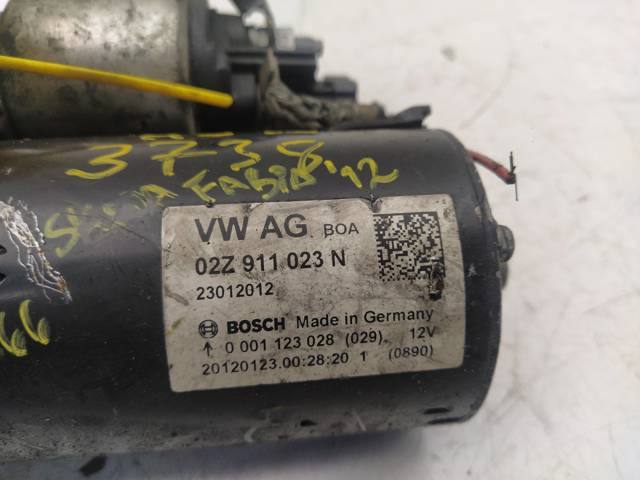 3738
FABIA '12
66
VW AG BOA
02Z 911 023 N
23012012
BOSCH Made in Germany
↑ 0 001 123 028 (029) 12V
20120123.00:28:20 1 (0890)